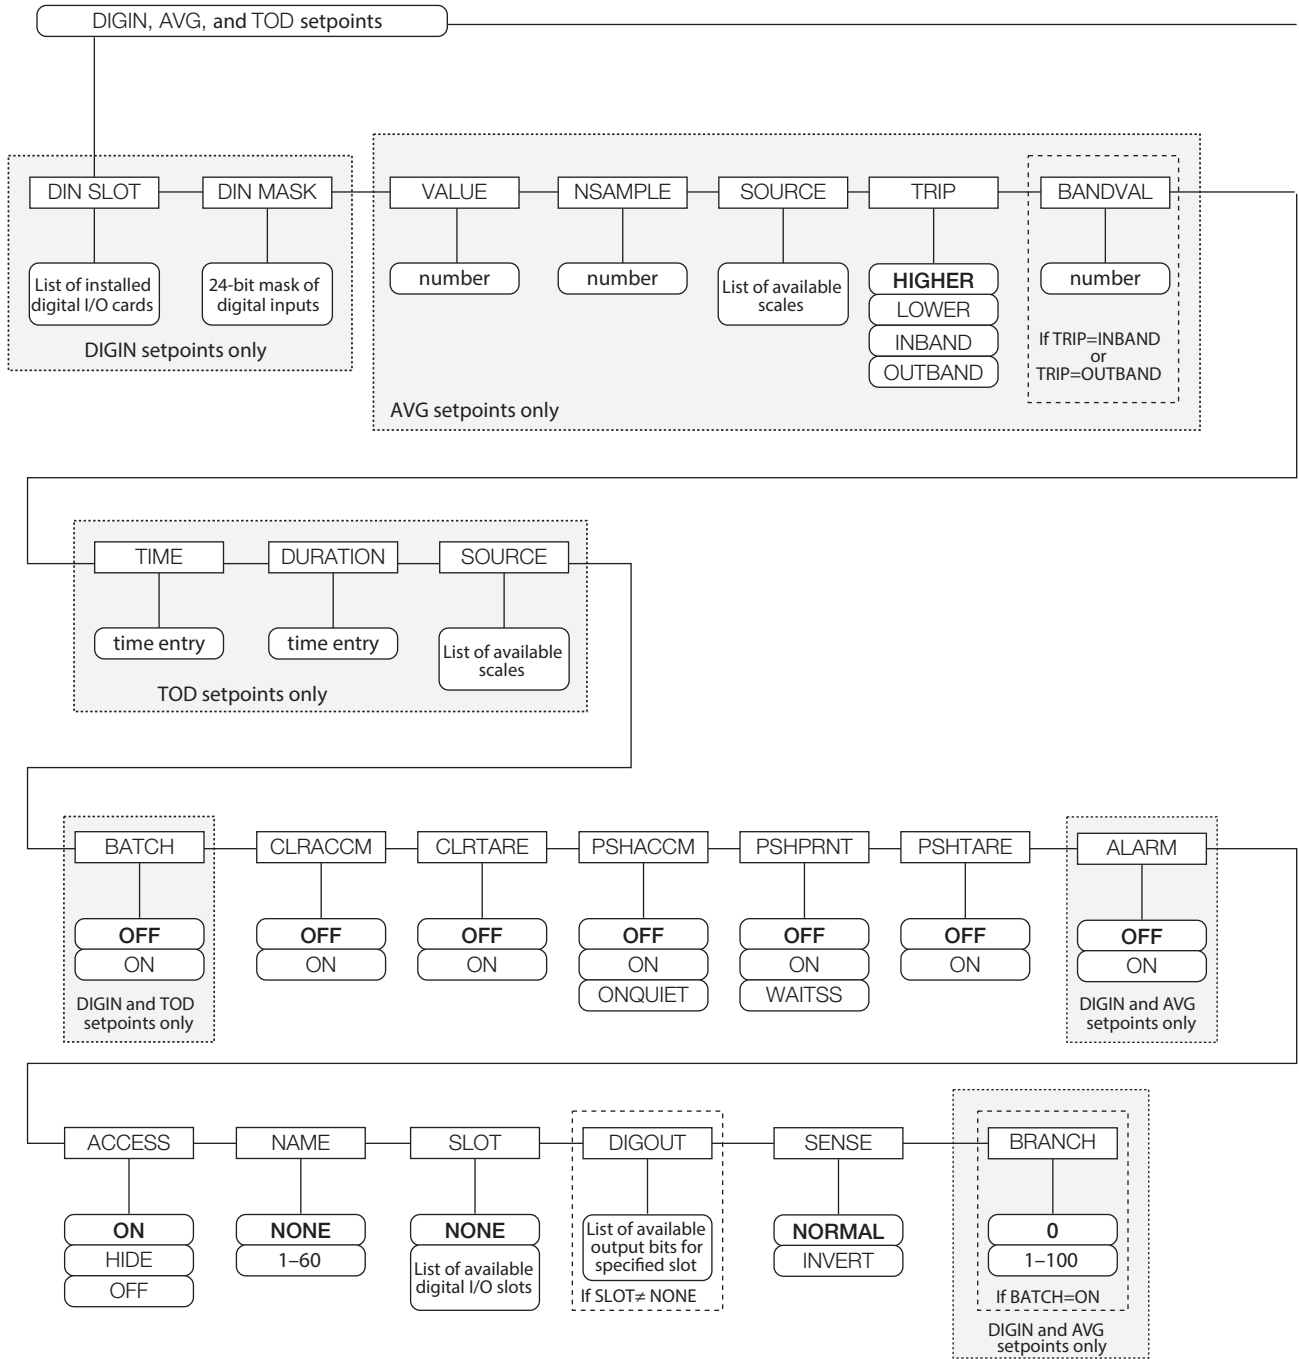 DIGIN, AVG, and TOD setpoints
DIN SLOT
DIN MASK
VALUE
NSAMPLE
SOURCE
TRIP
BANDVAL
List of installed
digital I/O cards
24-bit mask of
digital inputs
number
number
List of available
scales
HIGHER
LOWER
INBAND
OUTBAND
number
If TRIP=INBAND
or
TRIP=OUTBAND
DIGIN setpoints only
AVG setpoints only
TIME
DURATION
SOURCE
time entry
time entry
List of available
scales
TOD setpoints only
BATCH
CLRACCM
CLRTARE
PSHACCM
PSHPRNT
PSHTARE
ALARM
OFF
ON
DIGIN and TOD
setpoints only
OFF
ON
OFF
ON
OFF
ON
ONQUIET
OFF
ON
WAITSS
OFF
ON
OFF
ON
DIGIN and AVG
setpoints only
ACCESS
NAME
SLOT
DIGOUT
SENSE
BRANCH
ON
HIDE
OFF
NONE
1–60
NONE
List of available
digital I/O slots
List of available
output bits for
specified slot
If SLOT≠ NONE
NORMAL
INVERT
0
1–100
If BATCH=ON
DIGIN and AVG
setpoints only